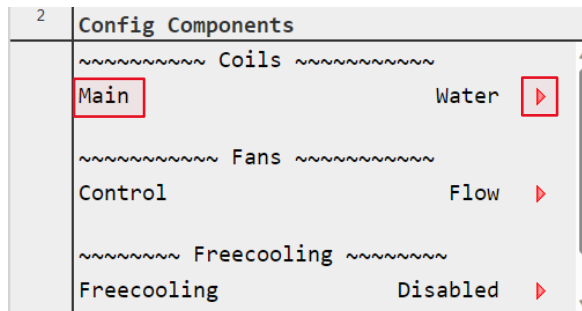 2
Config Components
~~~~~~~~~~ Coils ~~~~~~~~~~~
Main Water
~~~~~~~~~~~ Fans ~~~~~~~~~~~
Control Flow
~~~~~~~~ Freecooling ~~~~~~~~
Freecooling Disabled